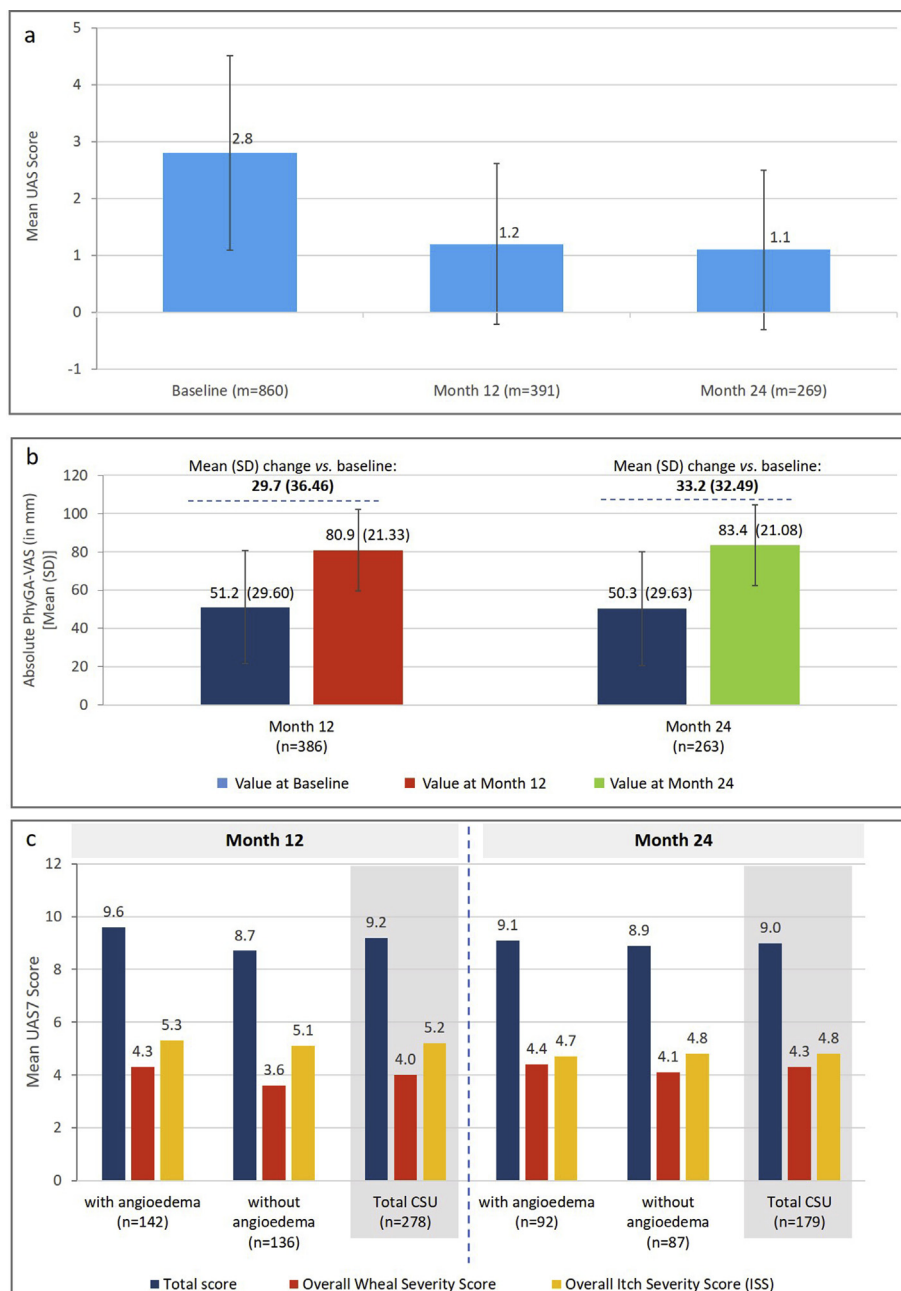 a
Mean UAS Score
5
4
3
2
1
0
-1
2.8
1.2
1.1
Baseline (m=860)
Month 12 (m=391)
Month 24 (m=269)
b
Absolute PhyGA-VAS (in mm)
[Mean (SD)]
120
100
80
60
40
20
0
Mean (SD) change vs. baseline:
29.7 (36.46)
Mean (SD) change vs. baseline:
33.2 (32.49)
51.2 (29.60)
80.9 (21.33)
50.3 (29.63)
83.4 (21.08)
Month 12
(n=386)
Month 24
(n=263)
Value at Baseline
Value at Month 12
Value at Month 24
c
Month 12
Month 24
Mean UAS7 Score
12
10
8
6
4
2
0
9.6
4.3
5.3
8.7
3.6
5.1
9.2
4.0
5.2
9.1
4.4
4.7
8.9
4.1
4.8
9.0
4.3
4.8
with angioedema
(n=142)
without
angioedema
(n=136)
Total CSU
(n=278)
with angioedema
(n=92)
without
angioedema
(n=87)
Total CSU
(n=179)
Total score
Overall Wheal Severity Score
Overall Itch Severity Score (ISS)